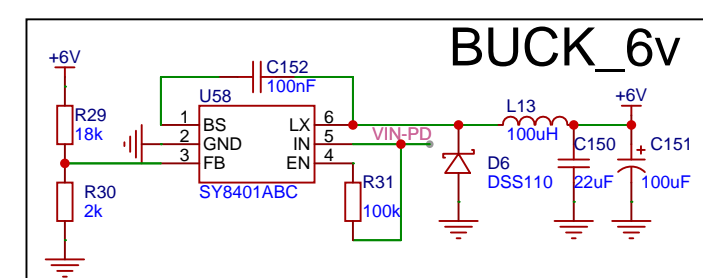 BUCK_6v
+6V
C152
100nF
U58
+6V
R29
18k
1 BS LX 6
2 GND IN 5
3 FB EN 4
VIN-PD
L13
100uH
C150
22uF
C151
100uF
D6
DSS110
R30
2k
SY8401ABC
R31
100k
+